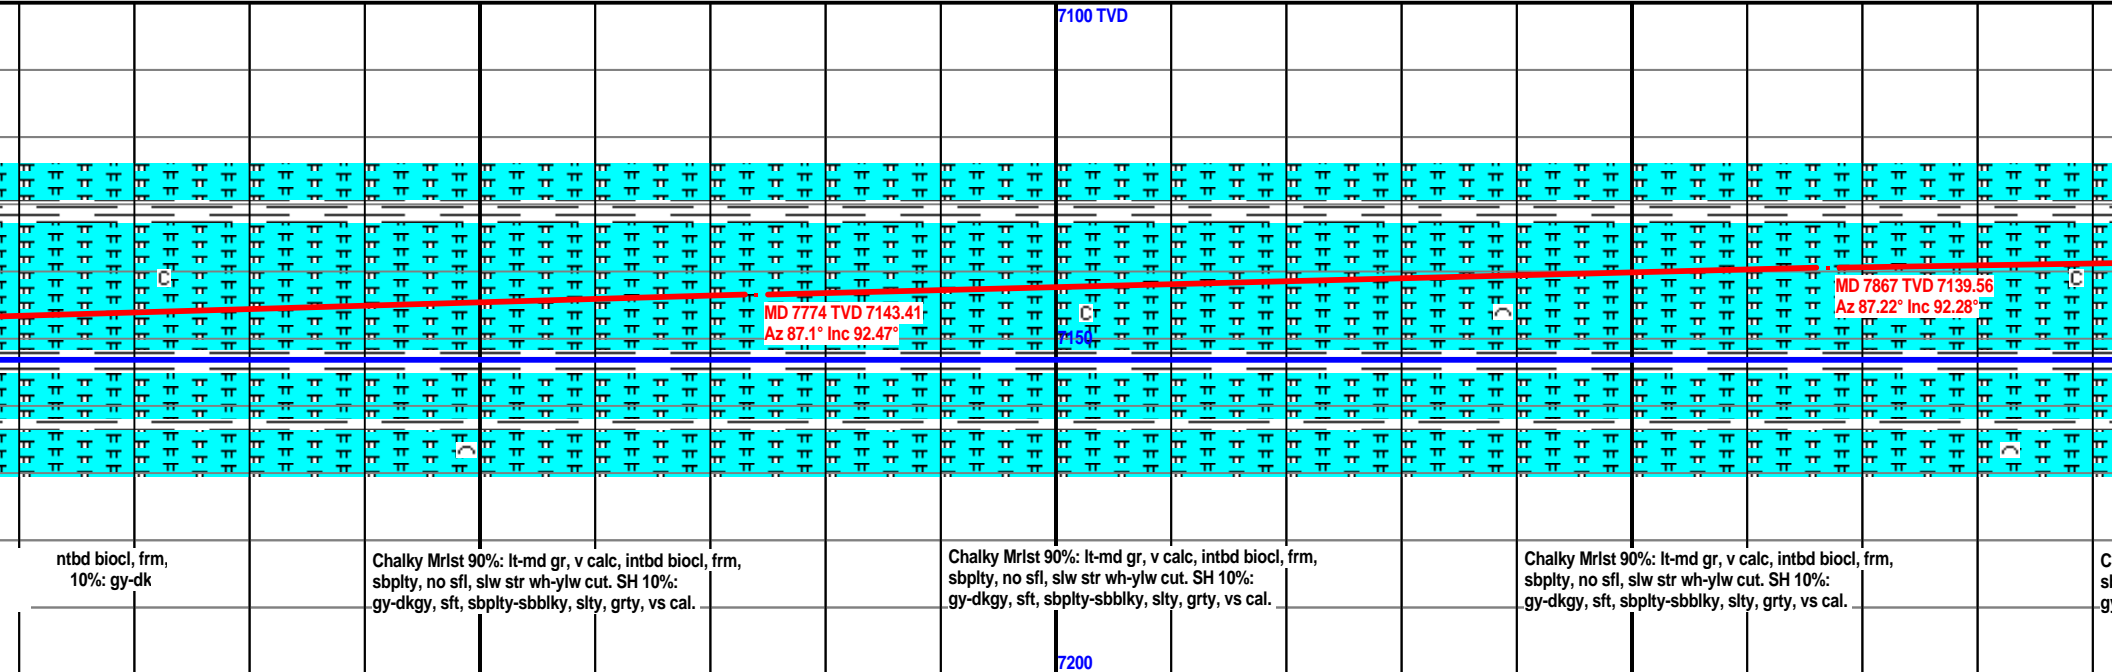 7100 TVD
C
C
C
MD 7774 TVD 7143.41
Az 87.1° Inc 92.47°
MD 7867 TVD 7139.56
Az 87.22° Inc 92.28°
7150
ntbd biocl, frm,
10%: gy-dk
Chalky Mrlst 90%: lt-md gr, v calc, intbd biocl, frm,
sbplty, no sfl, slw str wh-ylw cut. SH 10%:
gy-dkgy, sft, sbplty-sbblky, slty, grty, vs cal.
Chalky Mrlst 90%: lt-md gr, v calc, intbd biocl, frm,
sbplty, no sfl, slw str wh-ylw cut. SH 10%:
gy-dkgy, sft, sbplty-sbblky, slty, grty, vs cal.
Chalky Mrlst 90%: lt-md gr, v calc, intbd biocl, frm,
sbplty, no sfl, slw str wh-ylw cut. SH 10%:
gy-dkgy, sft, sbplty-sbblky, slty, grty, vs cal.
7200